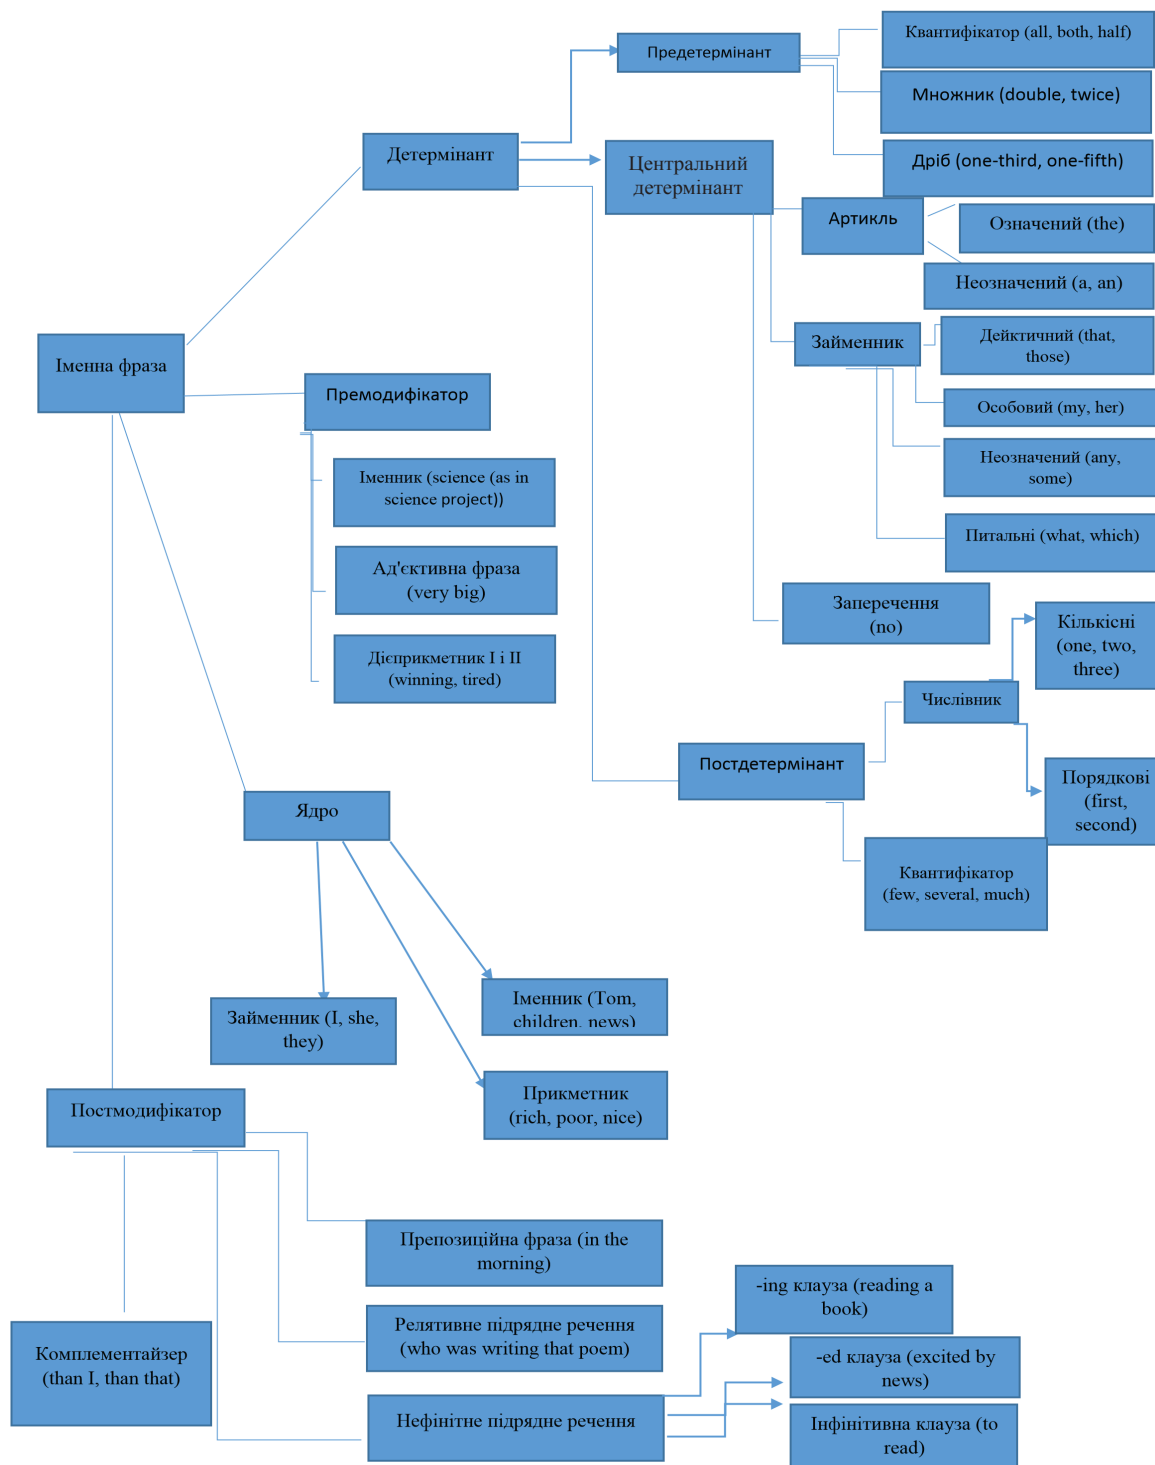 Квантифікатор (all, both, half)
Предетермінант
Множник (double, twice)
Детермінант
Центральний
детермінант
Дріб (one-third, one-fifth)
Артикль
Означений (the)
Неозначений (a, an)
Іменна фраза
Займенник
Дейктичний (that,
those)
Премодифікатор
Особовий (my, her)
Неозначений (any,
some)
Іменник (science (as in
science project))
Питальні (what, which)
Ад'єктивна фраза
(very big)
Заперечення
(no)
Кількісні
(one, two,
three)
Дієприкметник І і ІІ
(winning, tired)
Числівник
Постдетермінант
Порядкові
(first,
second)
Ядро
Квантифікатор
(few, several, much)
Іменник (Tom,
children, news)
Займенник (I, she,
they)
Прикметник
(rich, poor, nice)
Постмодифікатор
Препозиційна фраза (in the
morning)
-ing клауза (reading a
book)
Релятивне підрядне речення
(who was writing that poem)
Комплементайзер
(than I, than that)
-ed клауза (excited by
news)
Нефінітне підрядне речення
Інфінітивна клауза (to
read)